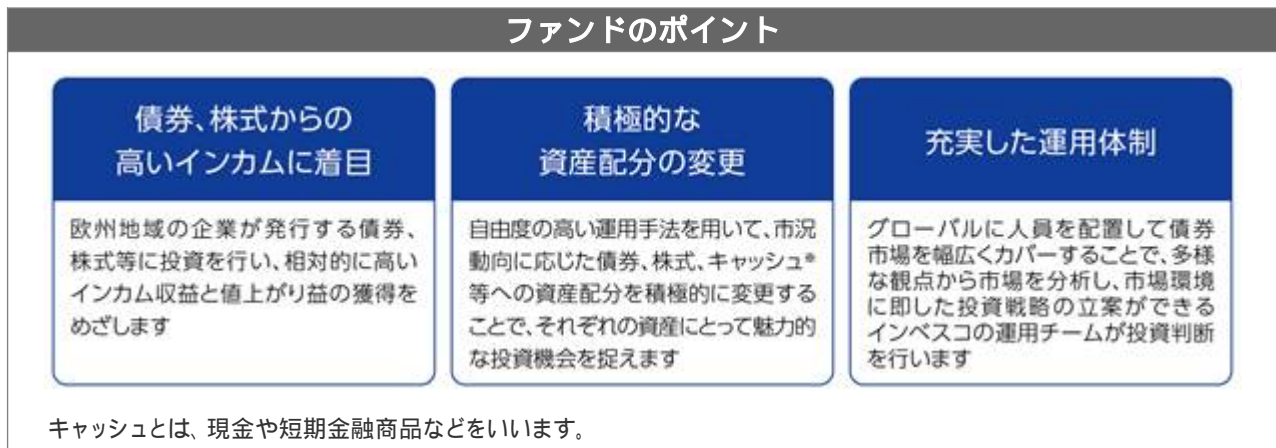 ファンドのポイント
債券、株式からの
高いインカムに着目
欧州地域の企業が発行する債券、
株式等に投資を行い、相対的に高い
インカム収益と値上がり益の獲得を
めざします
積極的な
資産配分の変更
自由度の高い運用手法を用いて、市況
動向に応じた債券、株式、キャッシュ※
等への資産配分を積極的に変更する
ことで、それぞれの資産にとって魅力的
な投資機会を捉えます
充実した運用体制
グローバルに人員を配置して債券
市場を幅広くカバーすることで、多様
な観点から市場を分析し、市場環境
に即した投資戦略の立案ができる
インベスコの運用チームが投資判断
を行います
キャッシュとは、現金や短期金融商品などをいいます。